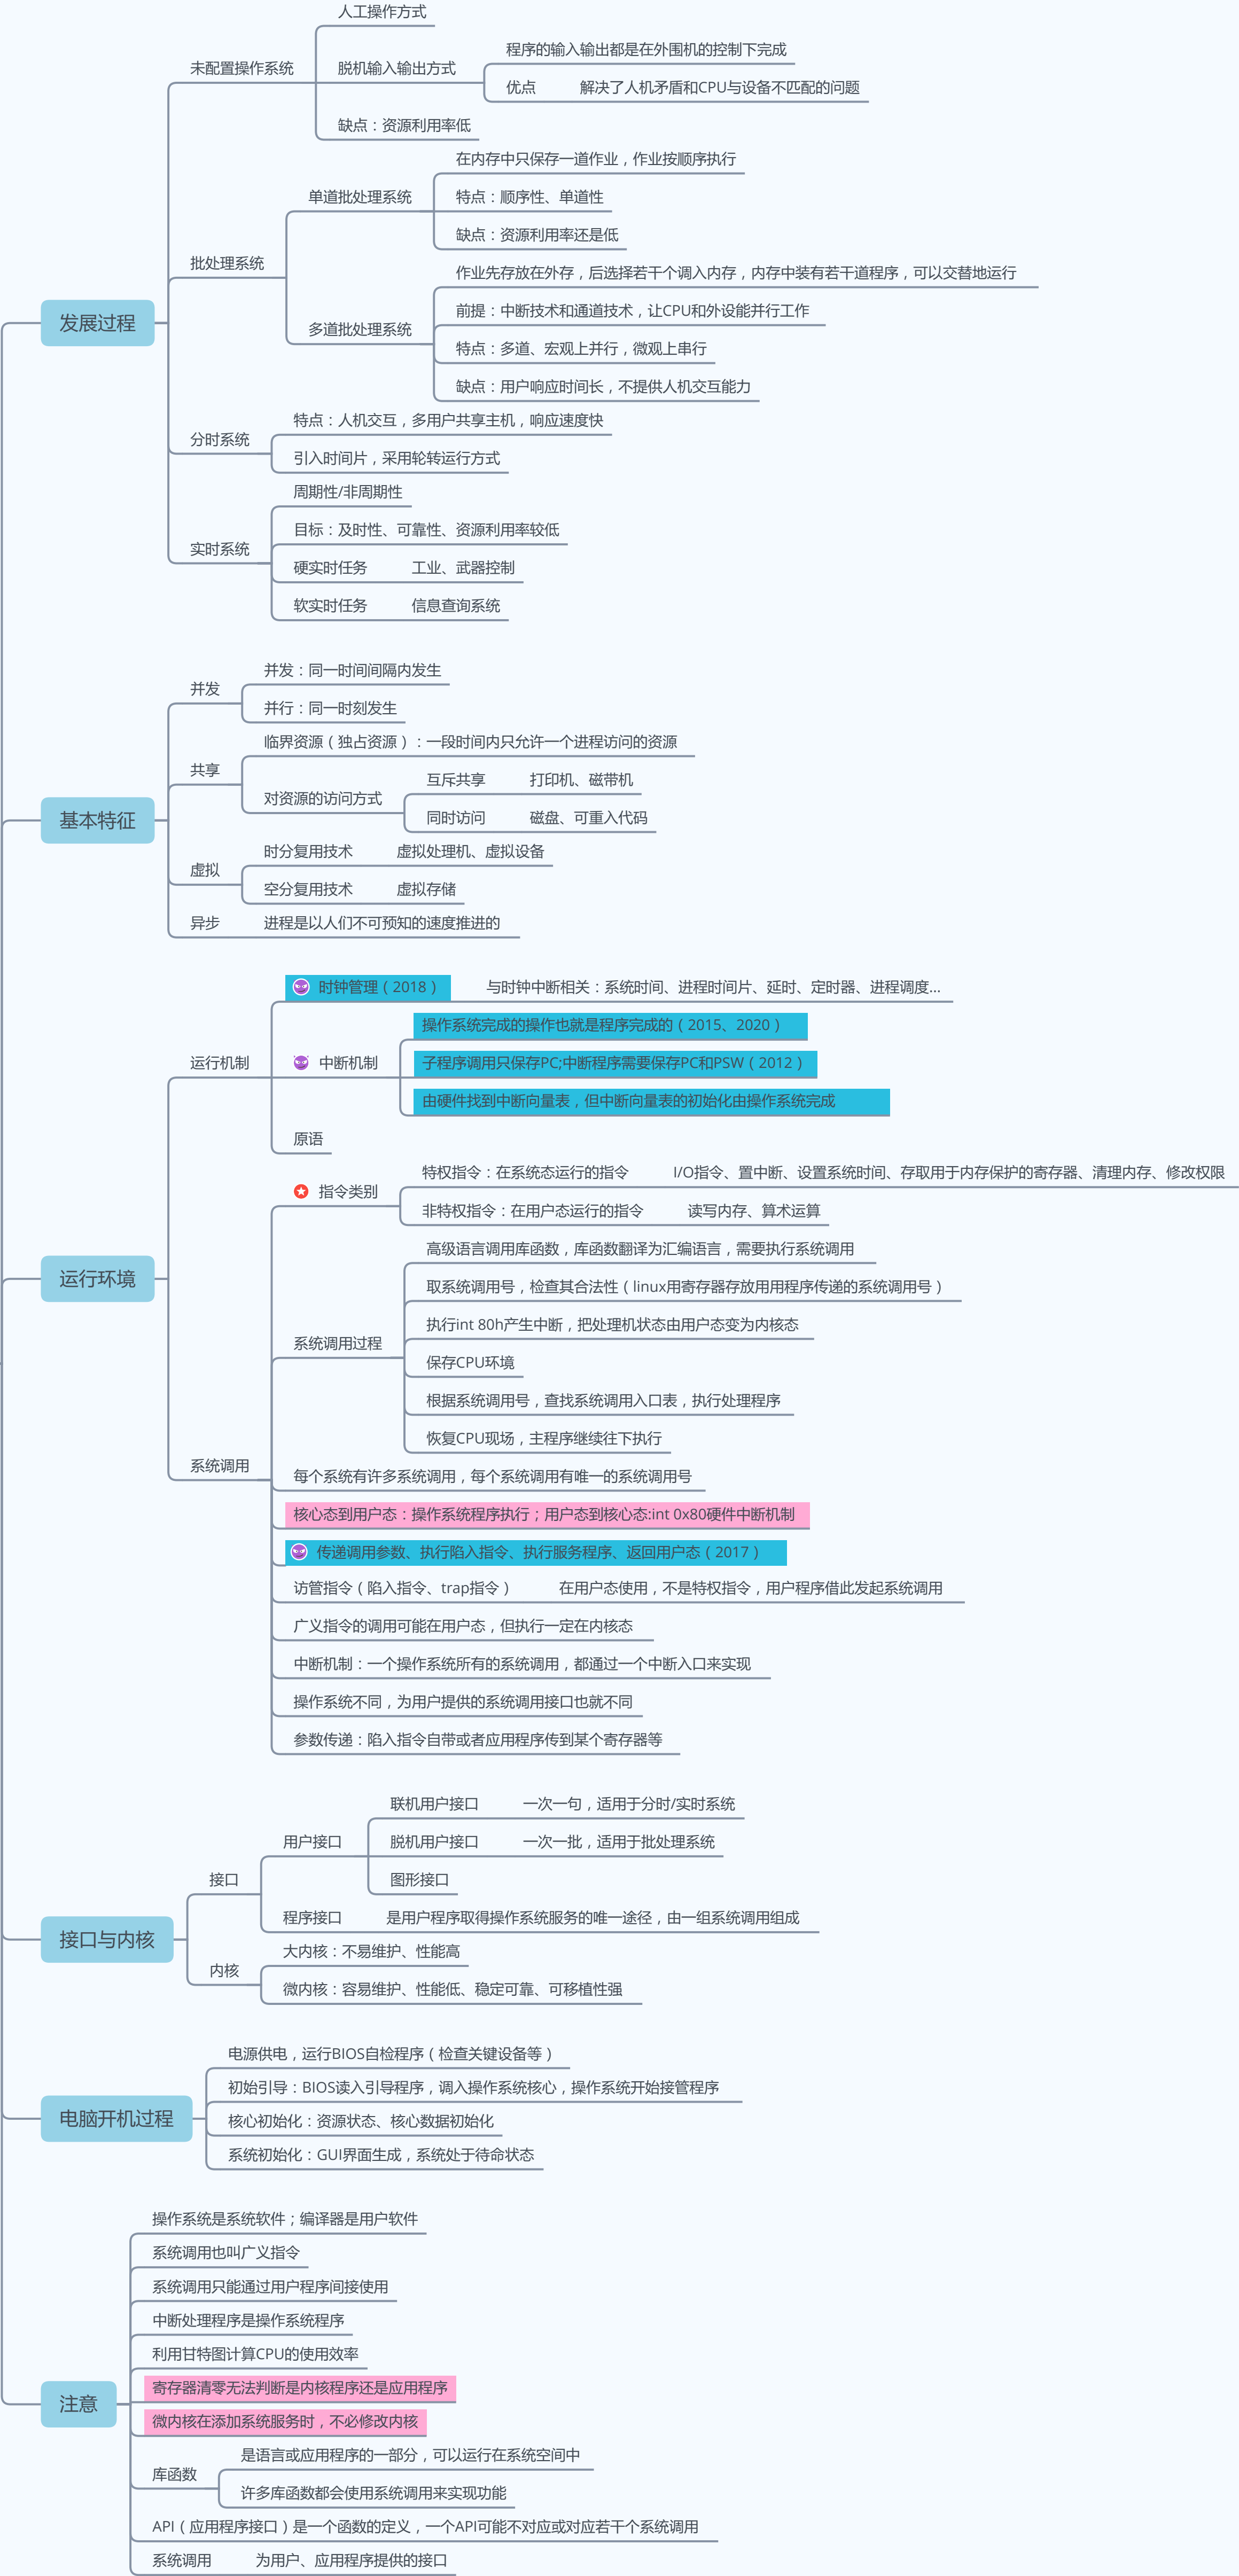 发展过程
未配置操作系统
人工操作方式
脱机输入输出方式
程序的输入输出都是在外围机的控制下完成
优点
解决了人机矛盾和CPU与设备不匹配的问题
缺点：资源利用率低
批处理系统
单道批处理系统
在内存中只保存一道作业，作业按顺序执行
特点：顺序性、单道性
缺点：资源利用率还是低
多道批处理系统
作业先存放在外存，后选择若干个调入内存，内存中装有若干道程序，可以交替地运行
前提：中断技术和通道技术，让CPU和外设能并行工作
特点：多道、宏观上并行，微观上串行
缺点：用户响应时间长，不提供人机交互能力
分时系统
特点：人机交互，多用户共享主机，响应速度快
引入时间片，采用轮转运行方式
实时系统
周期性/非周期性
目标：及时性、可靠性、资源利用率较低
硬实时任务
工业、武器控制
软实时任务
信息查询系统
基本特征
并发
并发：同一时间间隔内发生
并行：同一时刻发生
共享
临界资源（独占资源）：一段时间内只允许一个进程访问的资源
对资源的访问方式
互斥共享
打印机、磁带机
同时访问
磁盘、可重入代码
虚拟
时分复用技术
虚拟处理机、虚拟设备
空分复用技术
虚拟存储
异步
进程是以人们不可预知的速度推进的
运行环境
运行机制
时钟管理（2018）
与时钟中断相关：系统时间、进程时间片、延时、定时器、进程调度...
中断机制
操作系统完成的操作也就是程序完成的（2015、2020）
子程序调用只保存PC;中断程序需要保存PC和PSW（2012）
由硬件找到中断向量表，但中断向量表的初始化由操作系统完成
原语
系统调用
指令类别
特权指令：在系统态运行的指令
I/O指令、置中断、设置系统时间、存取用于内存保护的寄存器、清理内存、修改权限
非特权指令：在用户态运行的指令
读写内存、算术运算
系统调用过程
高级语言调用库函数，库函数翻译为汇编语言，需要执行系统调用
取系统调用号，检查其合法性（linux用寄存器存放用用程序传递的系统调用号）
执行int 80h产生中断，把处理机状态由用户态变为内核态
保存CPU环境
根据系统调用号，查找系统调用入口表，执行处理程序
恢复CPU现场，主程序继续往下执行
每个系统有许多系统调用，每个系统调用有唯一的系统调用号
核心态到用户态：操作系统程序执行；用户态到核心态:int 0x80硬件中断机制
传递调用参数、执行陷入指令、执行服务程序、返回用户态（2017）
访管指令（陷入指令、trap指令）
在用户态使用，不是特权指令，用户程序借此发起系统调用
广义指令的调用可能在用户态，但执行一定在内核态
中断机制：一个操作系统所有的系统调用，都通过一个中断入口来实现
操作系统不同，为用户提供的系统调用接口也就不同
参数传递：陷入指令自带或者应用程序传到某个寄存器等
接口与内核
接口
用户接口
联机用户接口
一次一句，适用于分时/实时系统
脱机用户接口
一次一批，适用于批处理系统
图形接口
程序接口
是用户程序取得操作系统服务的唯一途径，由一组系统调用组成
内核
大内核：不易维护、性能高
微内核：容易维护、性能低、稳定可靠、可移植性强
电脑开机过程
电源供电，运行BIOS自检程序（检查关键设备等）
初始引导：BIOS读入引导程序，调入操作系统核心，操作系统开始接管程序
核心初始化：资源状态、核心数据初始化
系统初始化：GUI界面生成，系统处于待命状态
注意
操作系统是系统软件；编译器是用户软件
系统调用也叫广义指令
系统调用只能通过用户程序间接使用
中断处理程序是操作系统程序
利用甘特图计算CPU的使用效率
寄存器清零无法判断是内核程序还是应用程序
微内核在添加系统服务时，不必修改内核
库函数
是语言或应用程序的一部分，可以运行在系统空间中
许多库函数都会使用系统调用来实现功能
API（应用程序接口）是一个函数的定义，一个API可能不对应或对应若干个系统调用
系统调用
为用户、应用程序提供的接口